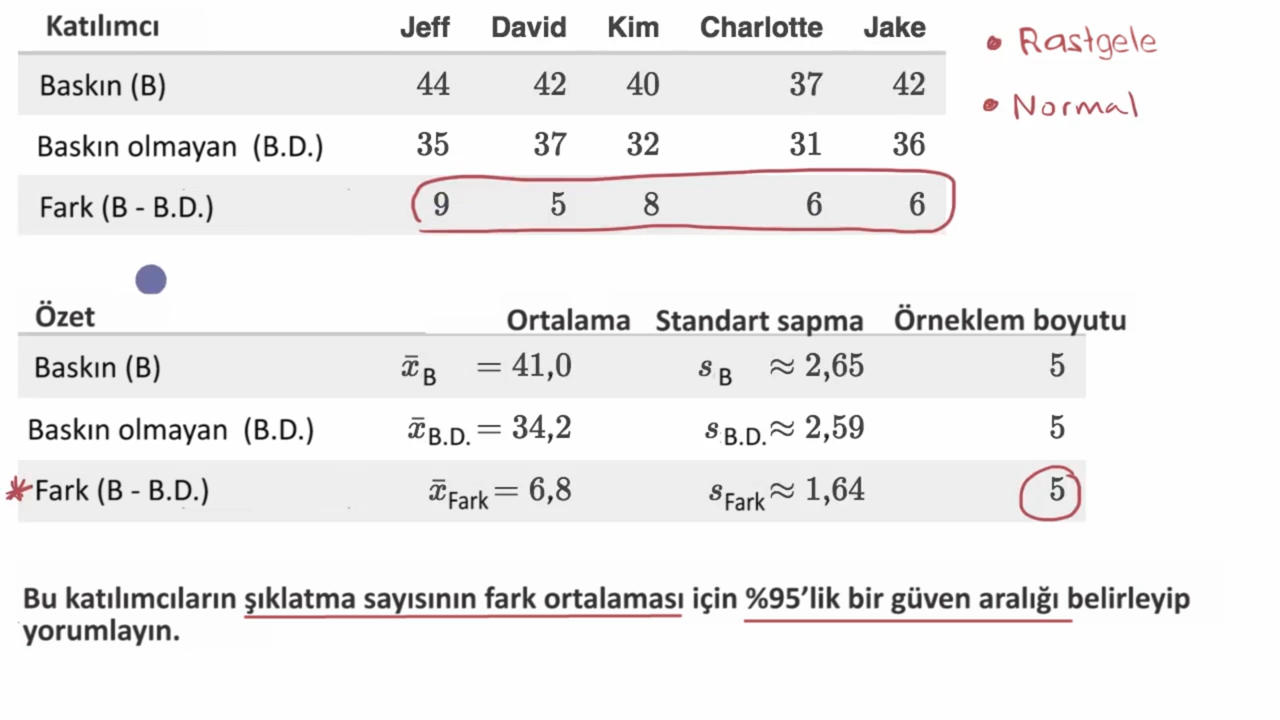 Katılımcı Jeff David Kim Charlotte Jake
Baskın (B) 44 42 40 37 42
Baskın olmayan (B.D.) 35 37 32 31 36
Fark (B - B.D.) 9 5 8 6 6
• Rastgele
• Normal
Özet Ortalama Standart sapma Örneklem boyutu
Baskın (B) x̄ B = 41,0 s B ≈ 2,65 5
Baskın olmayan (B.D.) x̄ B.D. = 34,2 s B.D. ≈ 2,59 5
* Fark (B - B.D.) x̄ Fark = 6,8 s Fark ≈ 1,64 5
Bu katılımcıların şıklatma sayısının fark ortalaması için %95’lik bir güven aralığı belirleyip
yorumlayın.